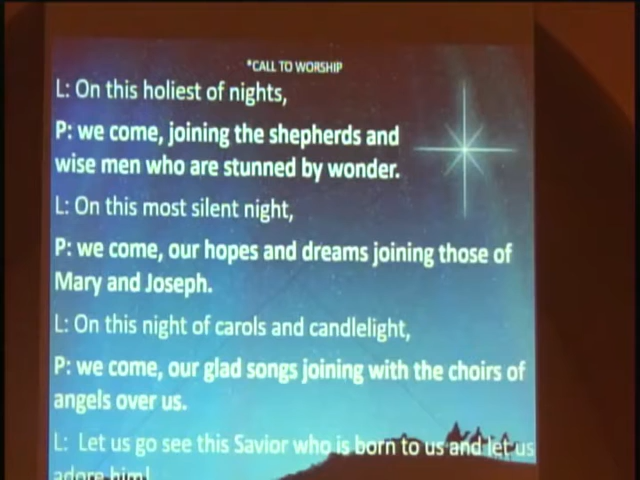 *CALL TO WORSHIP
L: On this holiest of nights,
P: we come, joining the shepherds and
wise men who are stunned by wonder.
L: On this most silent night,
P: we come, our hopes and dreams joining those of
Mary and Joseph.
L: On this night of carols and candlelight,
P: we come, our glad songs joining with the choirs of
angels over us.
L: Let us go see this Savior who is born to us and let us
adore him!